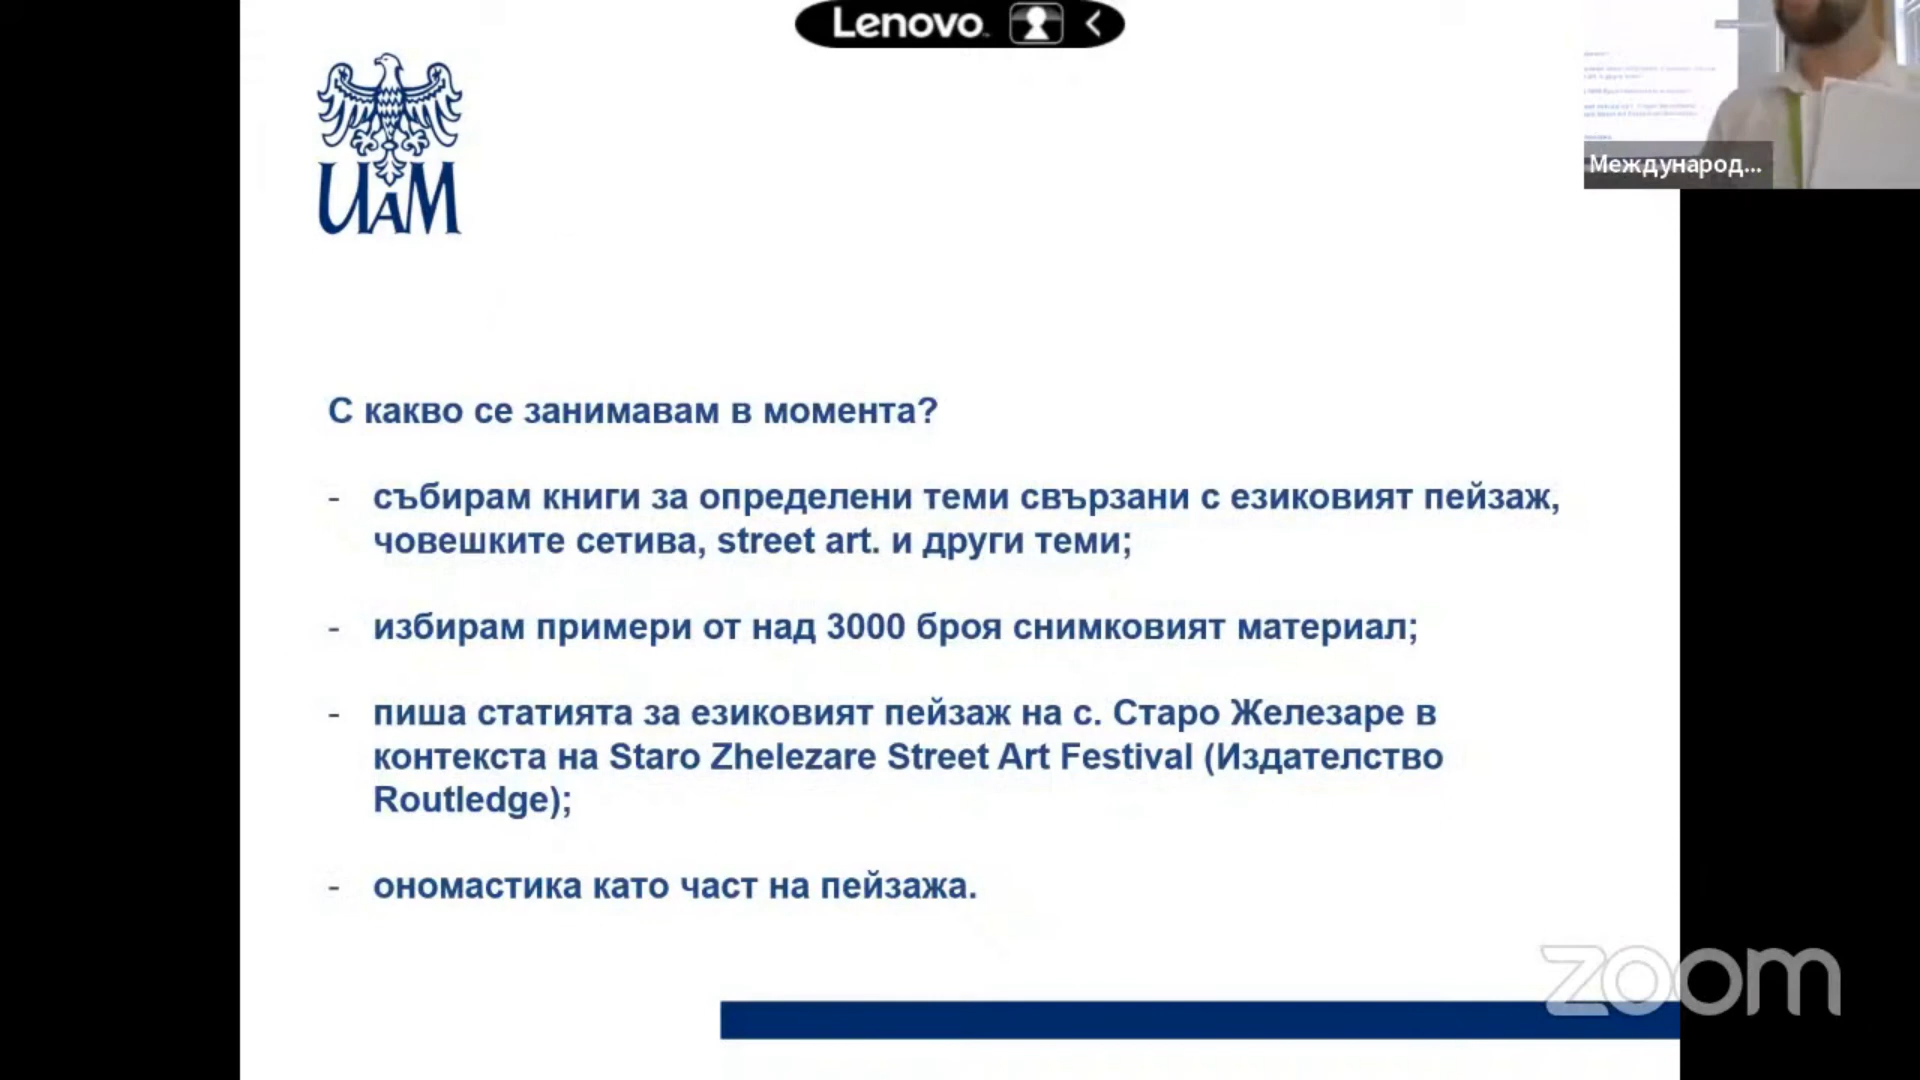 Lenovo
UAM
Международ...
С какво се занимавам в момента?
- събирам книги за определени теми свързани с езиковият пейзаж,
човешките сетива, street art. и други теми;
- избирам примери от над 3000 броя снимковият материал;
- пиша статията за езиковият пейзаж на с. Старо Железаре в
контекста на Staro Zhelezare Street Art Festival (Издателство
Routledge);
- ономастика като част на пейзажа.
zoom